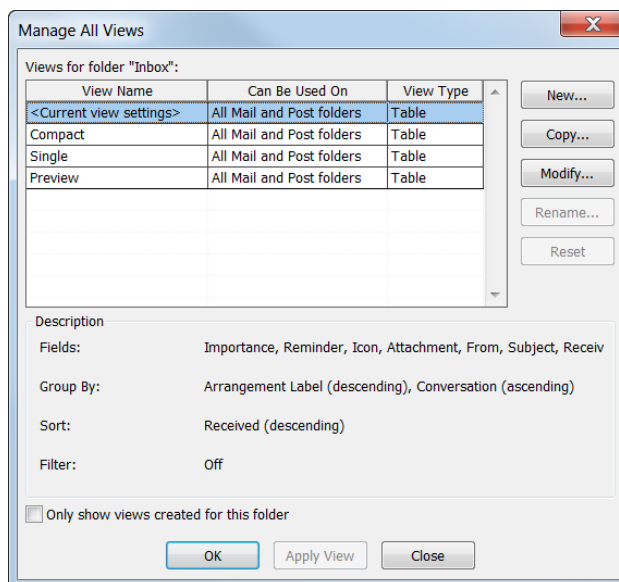 Manage All Views
Views for folder "Inbox":
View Name Can Be Used On View Type
<Current view settings> All Mail and Post folders Table
Compact All Mail and Post folders Table
Single All Mail and Post folders Table
Preview All Mail and Post folders Table
New...
Copy...
Modify...
Rename...
Reset
Description
Fields: Importance, Reminder, Icon, Attachment, From, Subject, Receiv
Group By: Arrangement Label (descending), Conversation (ascending)
Sort: Received (descending)
Filter: Off
Only show views created for this folder
OK Apply View Close